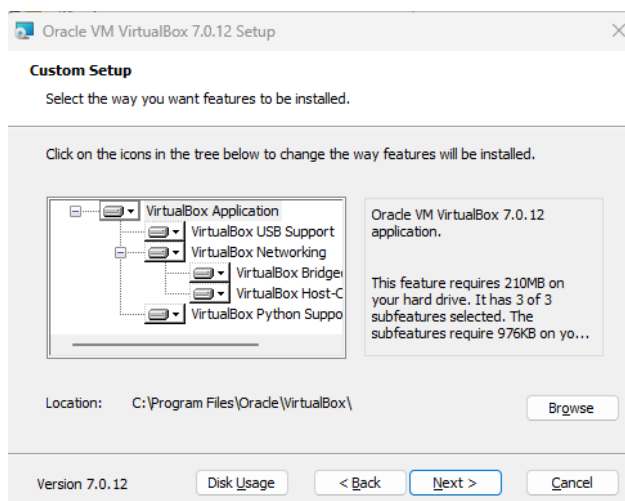 Oracle VM VirtualBox 7.0.12 Setup
Custom Setup
Select the way you want features to be installed.
Click on the icons in the tree below to change the way features will be installed.
VirtualBox Application
VirtualBox USB Support
VirtualBox Networking
VirtualBox Bridge
VirtualBox Host-C
VirtualBox Python Suppo
Oracle VM VirtualBox 7.0.12
application.
This feature requires 210MB on
your hard drive. It has 3 of 3
subfeatures selected. The
subfeatures require 976KB on yo...
Location: C:\Program Files\Oracle\VirtualBox\
Browse
Version 7.0.12 Disk Usage < Back Next > Cancel